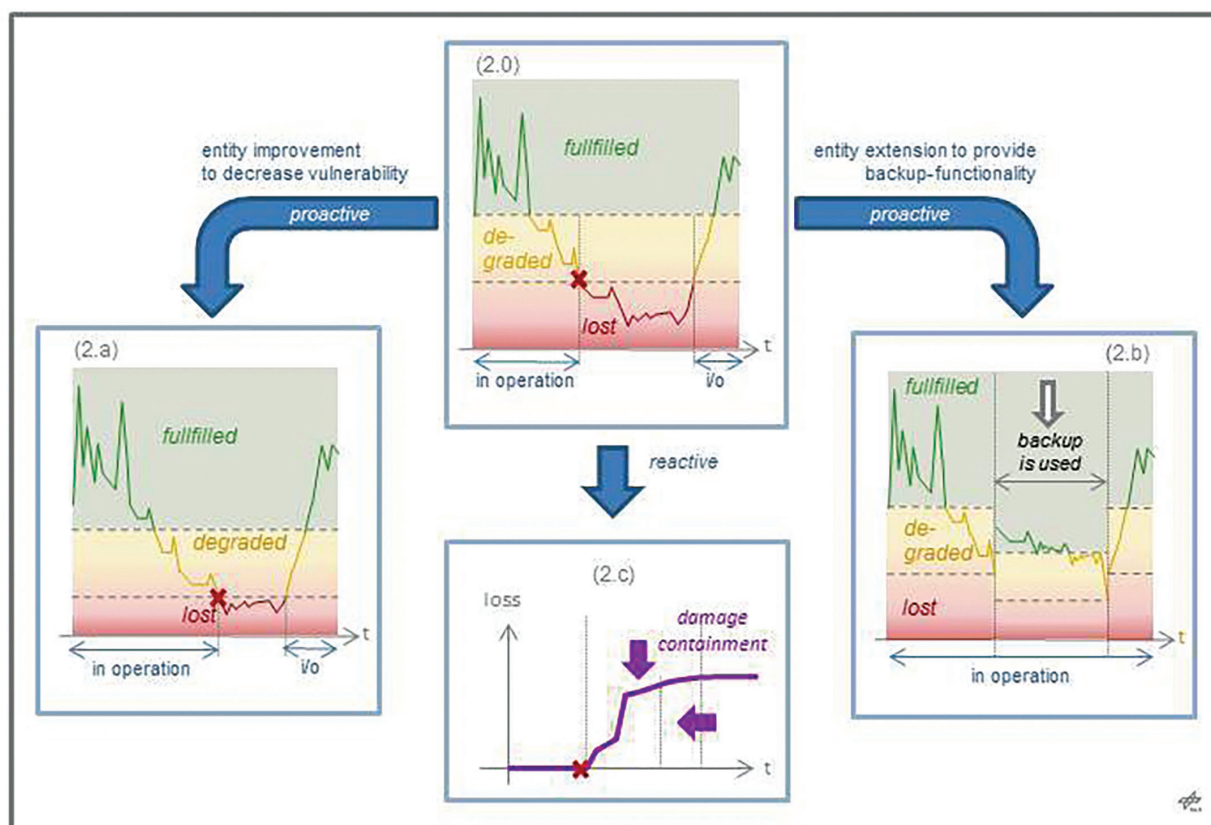 (2.0)
fullfilled
de-
graded
lost
t
in operation
i/o
entity improvement
to decrease vulnerability
proactive
entity extension to provide
backup-functionality
proactive
(2.a)
fullfilled
degraded
lost
t
in operation
i/o
reactive
(2.c)
loss
damage
containment
t
(2.b)
fullfilled
backup
is used
de-
graded
lost
t
in operation